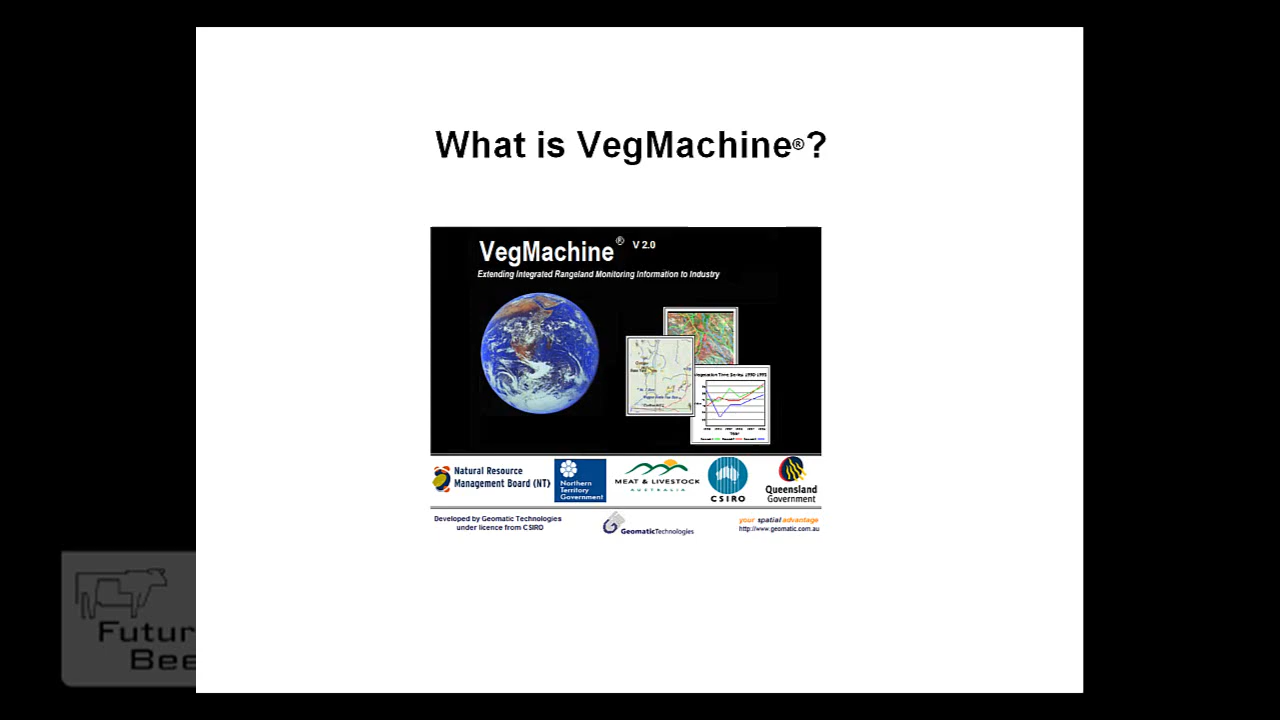 What is VegMachine®?
VegMachine® V 2.0
Extending Integrated Rangeland Monitoring Information to Industry
Natural Resource
Management Board (NT)
Northern
Territory
Government
MEAT & LIVESTOCK
AUSTRALIA
CSIRO
Queensland
Government
Developed by Geomatic Technologies
under licence from CSIRO
GeomaticTechnologies
your spatial advantage
http://www.geomatic.com.au
Futur
Bee